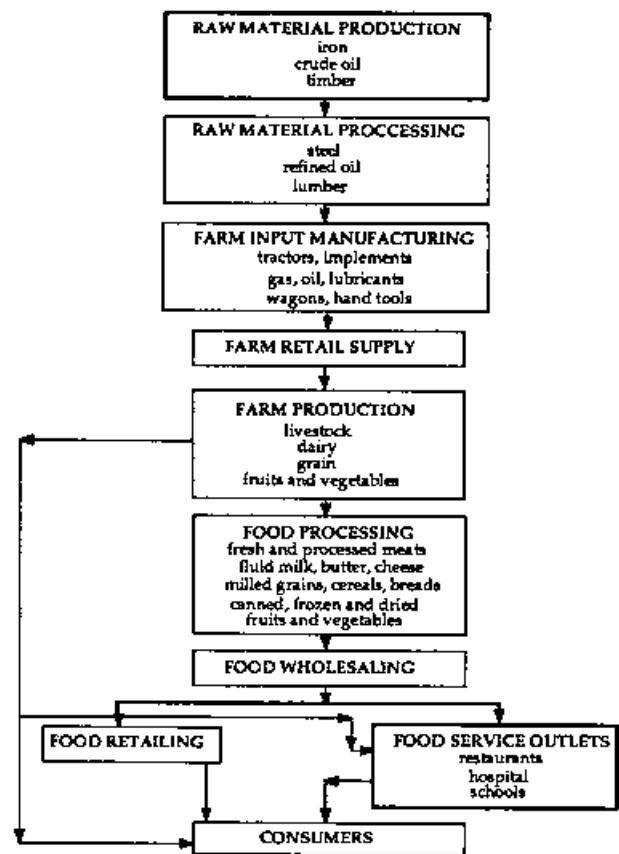 RAW MATERIAL PRODUCTION
iron
crude oil
timber
RAW MATERIAL PROCCESSING
steel
refined oil
lumber
FARM INPUT MANUFACTURING
tractors, implements
gas, oil, lubricants
wagons, hand tools
FARM RETAIL SUPPLY
FARM PRODUCTION
livestock
dairy
grain
fruits and vegetables
FOOD PROCESSING
fresh and processed meats
fluid milk, butter, cheese
milled grains, cereals, breads
canned, frozen and dried
fruits and vegetables
FOOD WHOLESALING
FOOD RETAILING
FOOD SERVICE OUTLETS
restaurants
hospital
schools
CONSUMERS